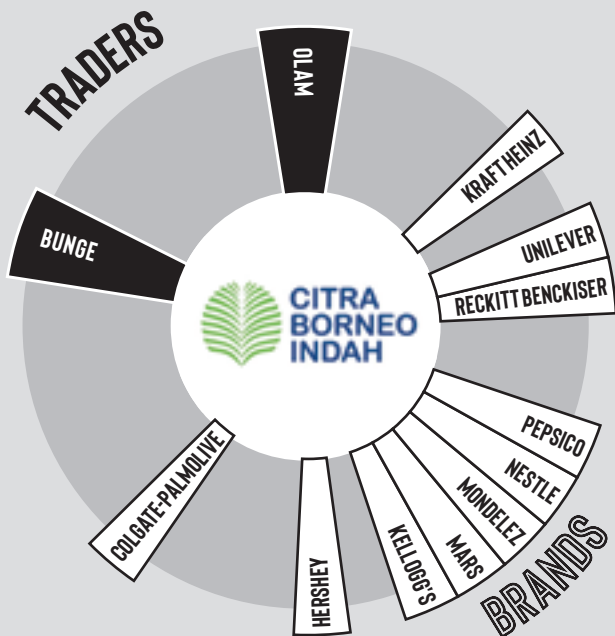 TRADERS
OLAM
BUNGE
KRAFT HEINZ
UNILEVER
RECKITT BENCKISER
CITRA
BORNEO
INDAH
PEPSICO
NESTLE
MONDELEZ
MARS
KELLOGG'S
HERSHEY
COLGATE-PALMOLIVE
BRANDS